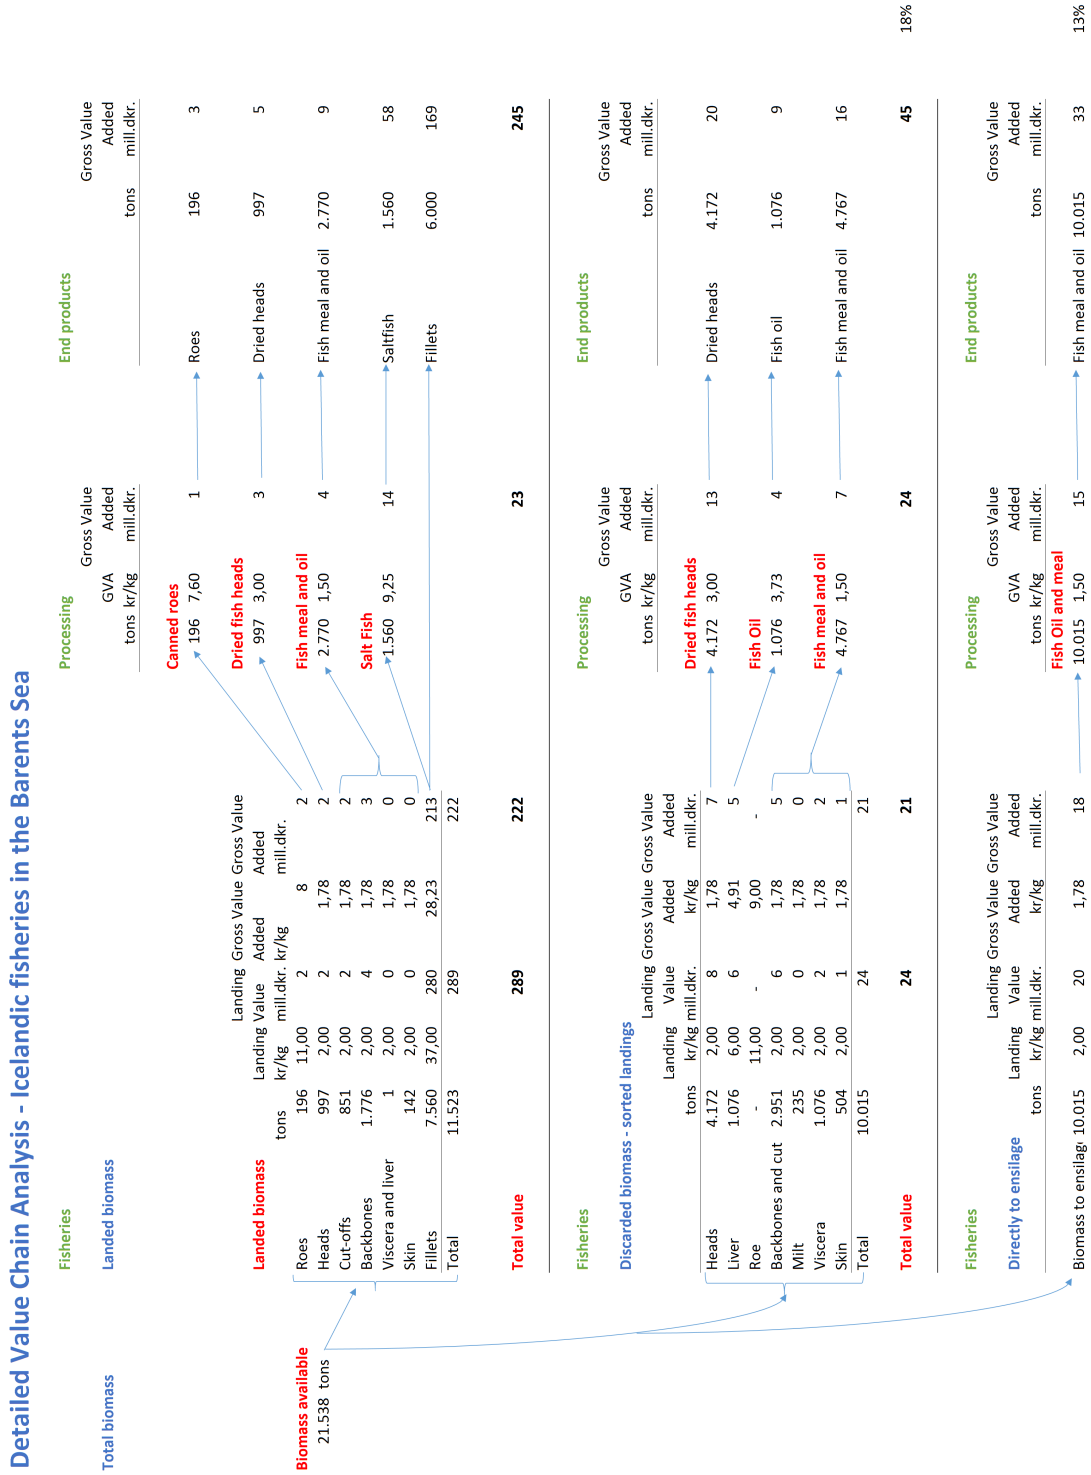 Detailed Value Chain Analysis - Icelandic fisheries in the Barents Sea
Fisheries Processing End products
Total biomass Landed biomass
GVA Gross Value Added Gross Value Added
tons kr/kg mill.dkr. tons mill.dkr.
Canned roes
196 7,60 1 Roes 196 3
Landing Landing Value Gross Value Added Gross Value Added
Landed biomass tons kr/kg mill.dkr. kr/kg mill.dkr.
Dried fish heads
997 3,00 3 Dried heads 997 5
Biomass available Roes 196 11,00 2 8 2
21.538 tons Heads 997 2,00 2 1,78 2
Fish meal and oil
2.770 1,50 4 Fish meal and oil 2.770 9
Cut-offs 851 2,00 2 1,78 2
Backbones 1.776 2,00 4 1,78 3
Viscera and liver 1 2,00 0 1,78 0
Salt Fish
1.560 9,25 14 Saltfish 1.560 58
Skin 142 2,00 0 1,78 0
Fillets 7.560 37,00 280 28,23 213 Fillets 6.000 169
Total 11.523 289 222
Total value 289 222 23 245
Fisheries Processing End products
Discarded biomass - sorted landings
Landing Landing Value Gross Value Added Gross Value Added GVA Gross Value Added Gross Value Added
tons kr/kg mill.dkr. kr/kg mill.dkr. tons kr/kg mill.dkr. tons mill.dkr.
Dried fish heads
Heads 4.172 2,00 8 1,78 7 4.172 3,00 13 Dried heads 4.172 20
Liver 1.076 6,00 6 4,91 5
Roe - 11,00 - 9,00 -
Fish Oil
Backbones and cut 2.951 2,00 6 1,78 5 1.076 3,73 4 Fish oil 1.076 9
Milt 235 2,00 0 1,78 0
Viscera 1.076 2,00 2 1,78 2
Fish meal and oil
Skin 504 2,00 1 1,78 1 4.767 1,50 7 Fish meal and oil 4.767 16
Total 10.015 24 21
Total value 24 21 24 45 18%
Fisheries Processing End products
Directly to ensilage
Landing Landing Value Gross Value Added Gross Value Added GVA Gross Value Added Gross Value Added
tons kr/kg mill.dkr. kr/kg mill.dkr. tons kr/kg mill.dkr. tons mill.dkr.
Fish Oil and meal
Biomass to ensilage 10.015 2,00 20 1,78 18 10.015 1,50 15 Fish meal and oil 10.015 33 13%